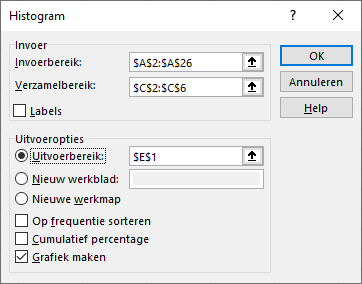 Histogram ? ×
Invoer
Invoerbereik: $A$2:$A$26
Verzamelbereik: $C$2:$C$6
Labels
OK
Annuleren
Help
Uitvoeropties
Uitvoerbereik: $E$1
Nieuw werkblad:
Nieuwe werkmap
Op frequentie sorteren
Cumulatief percentage
Grafiek maken